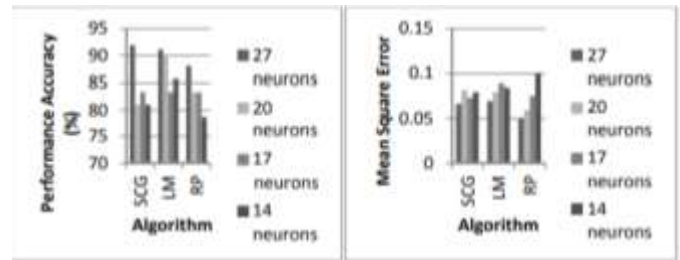 Performance Accuracy
(%)
95
90
85
80
75
70
SCG
LM
RP
Algorithm
27
neurons
20
neurons
17
neurons
14
neurons
Mean Square Error
0.15
0.1
0.05
0
SCG
LM
RP
Algorithm
27
neurons
20
neurons
17
neurons
14
neurons